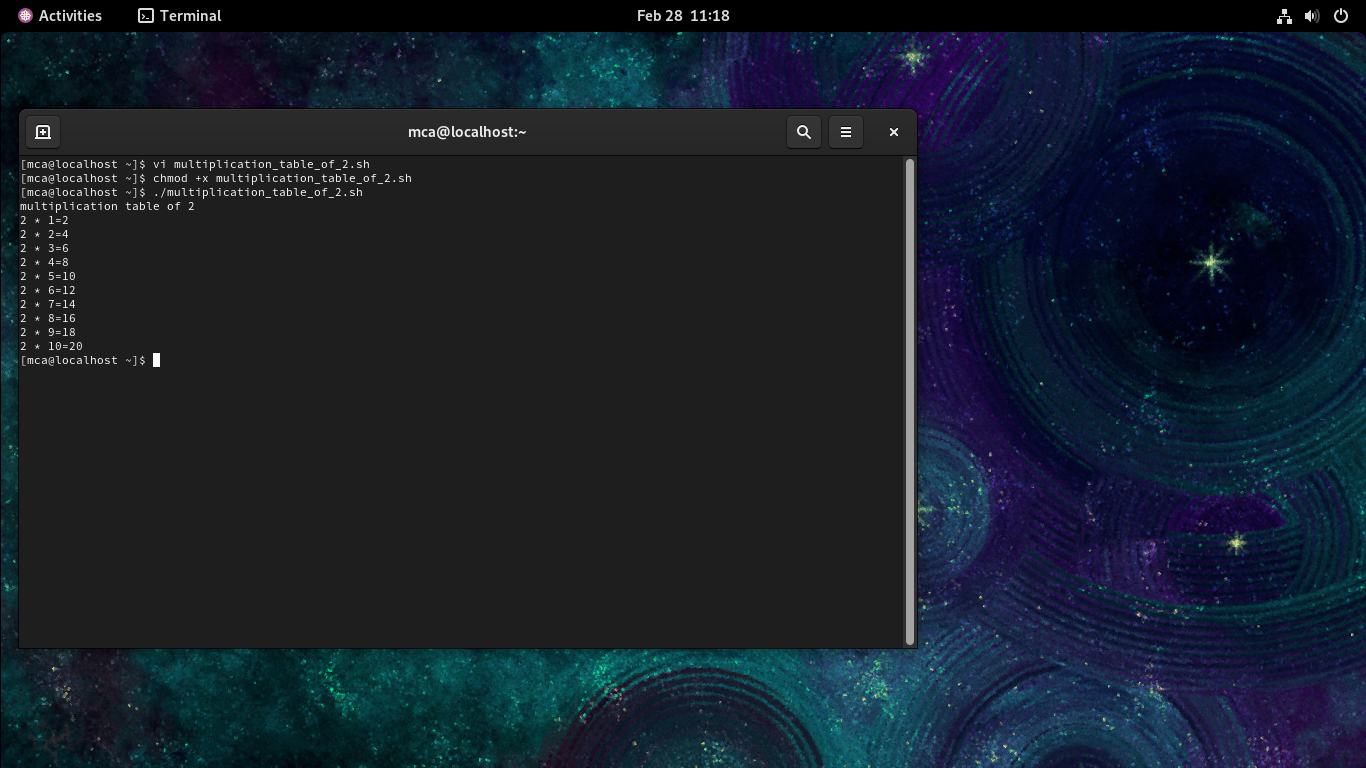 Activities Terminal Feb 28 11:18
mca@localhost:~
[mca@localhost ~]$ vi multiplication_table_of_2.sh
[mca@localhost ~]$ chmod +x multiplication_table_of_2.sh
[mca@localhost ~]$ ./multiplication_table_of_2.sh
multiplication table of 2
2 * 1=2
2 * 2=4
2 * 3=6
2 * 4=8
2 * 5=10
2 * 6=12
2 * 7=14
2 * 8=16
2 * 9=18
2 * 10=20
[mca@localhost ~]$